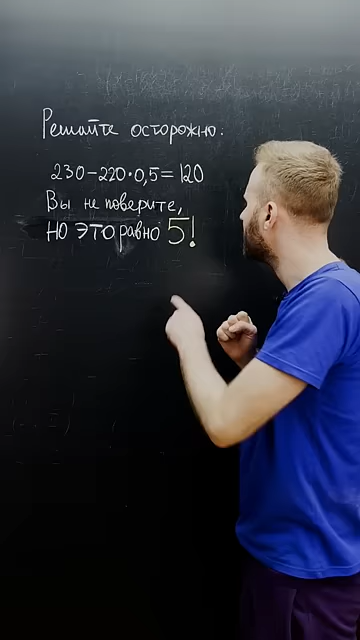 Решайте осторожно:
230-220·0,5=120
Вы не поверите,
НО ЭТО равно 5!